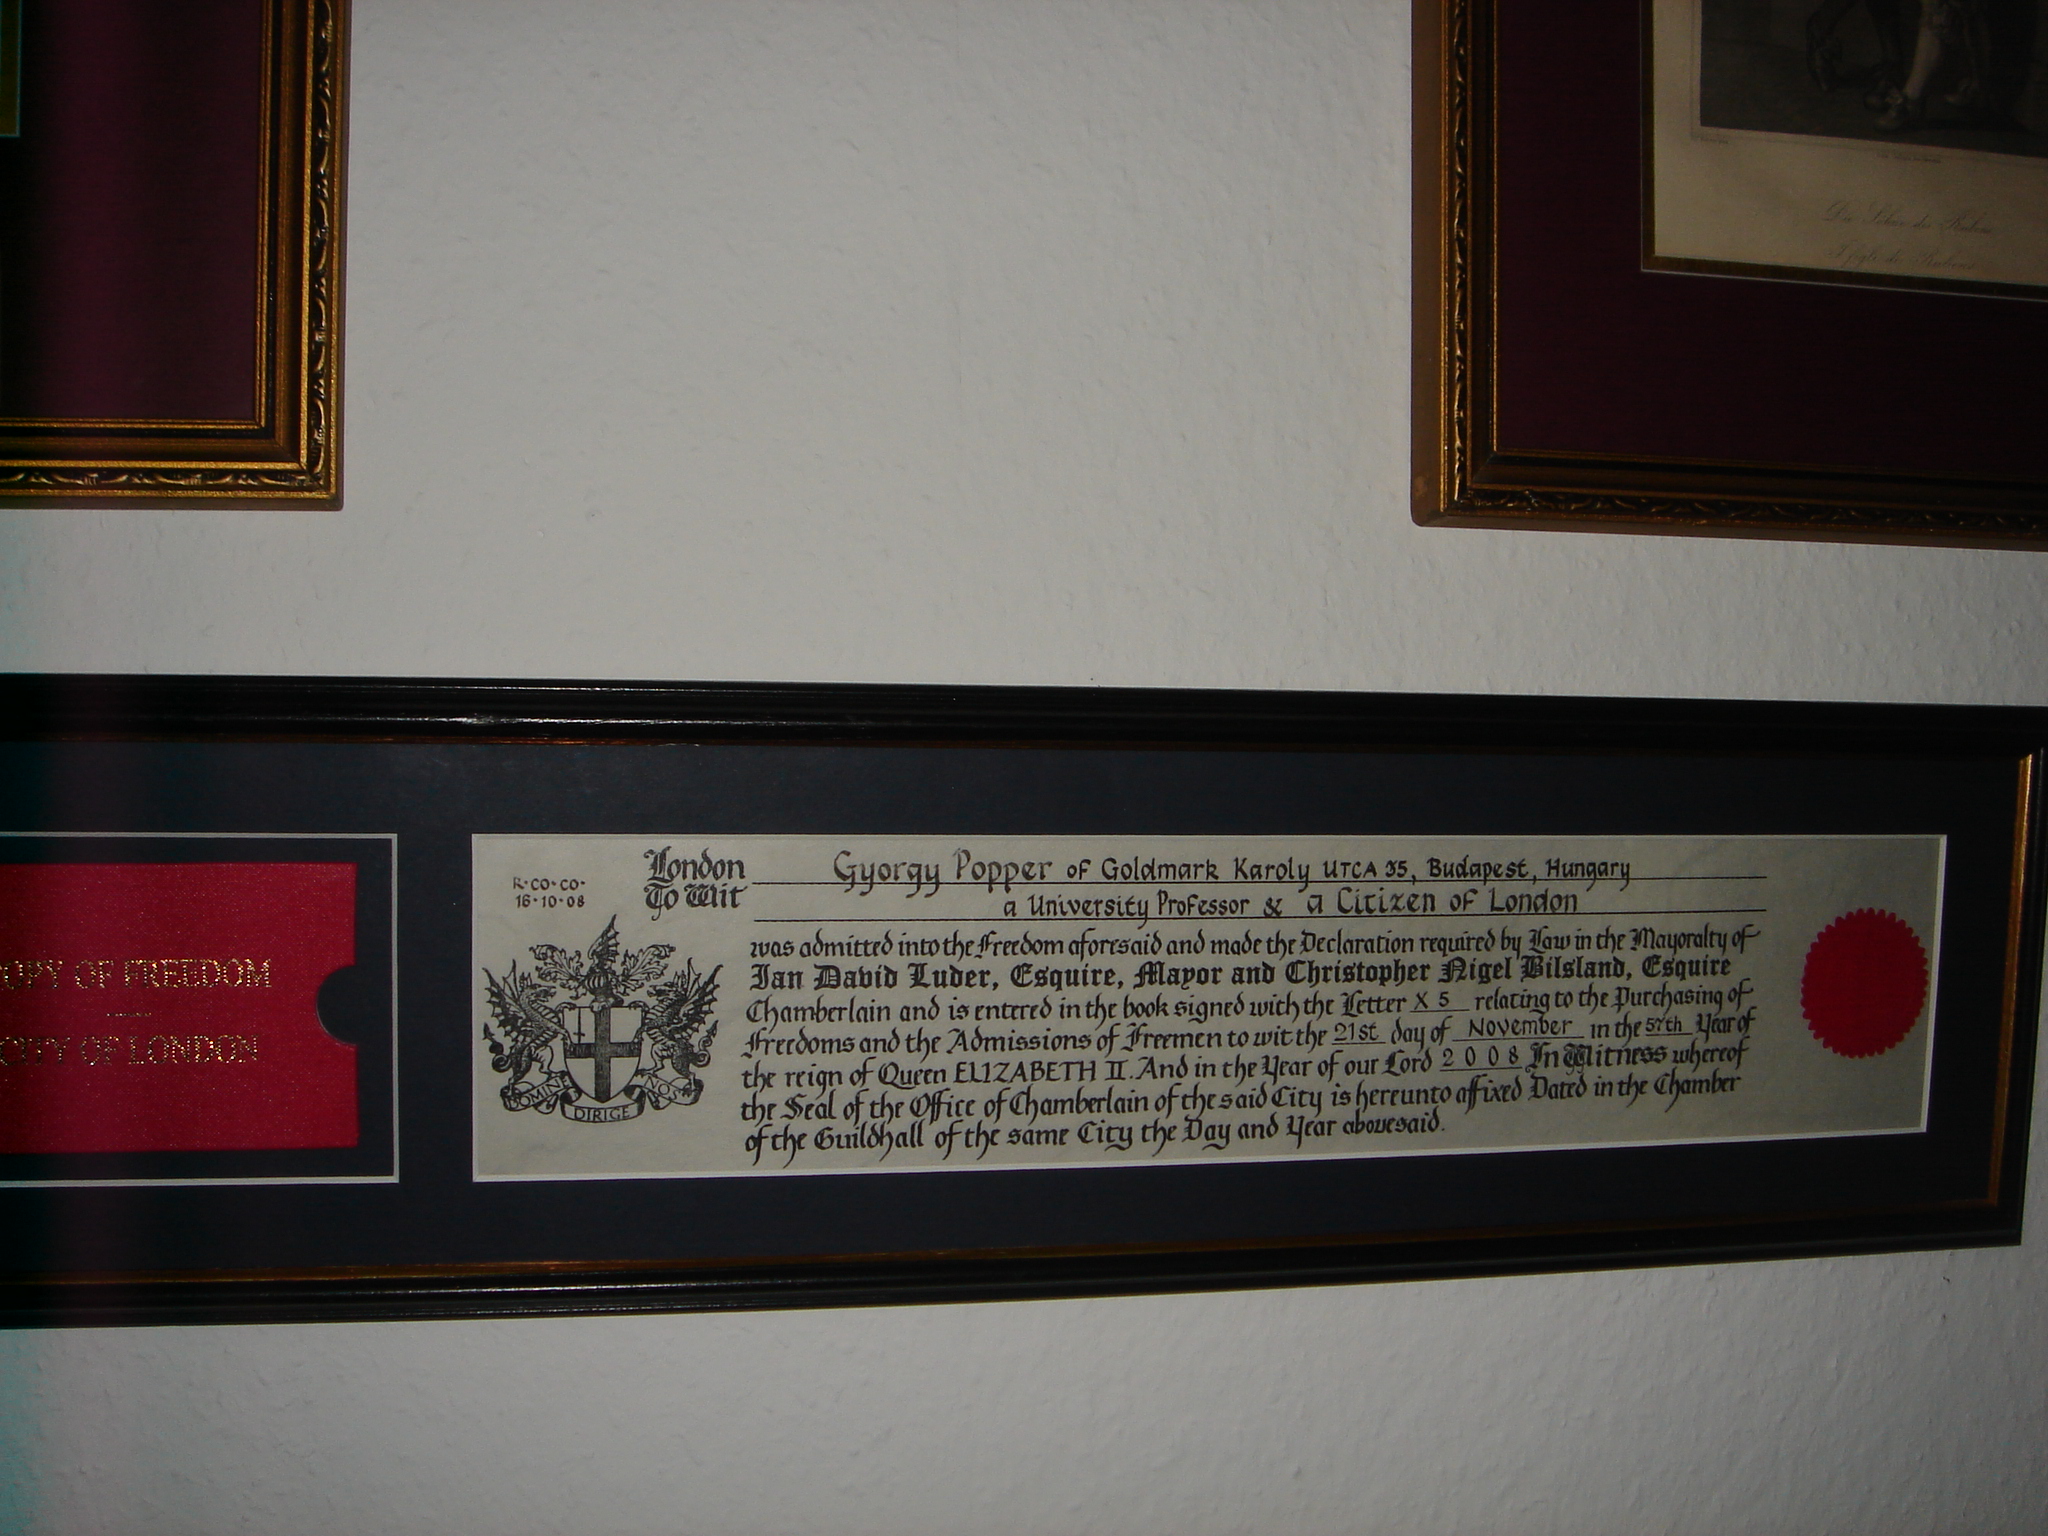 OPY OF FREEDOM
CITY OF LONDON
R·CO·CO·
16·10·08
London
To Wit
Gyorgy Popper of Goldmark Karoly UTCA 35, Budapest, Hungary
a University Professor & a Citizen of London
was admitted into the Freedom aforesaid and made the Declaration required by Law in the Mayoralty of
Ian David Luder, Esquire, Mayor and Christopher Nigel Bilsland, Esquire
Chamberlain and is entered in the book signed with the Letter X 5 relating to the Purchasing of
Freedoms and the Admissions of Freemen to wit the 21st day of November in the 57th Year of
the reign of Queen ELIZABETH II. And in the Year of our Lord 2008 In Witness whereof
the Seal of the Office of Chamberlain of the said City is hereunto affixed Dated in the Chamber
of the Guildhall of the same City the Day and Year abovesaid.
DOMINE DIRIGE NOS